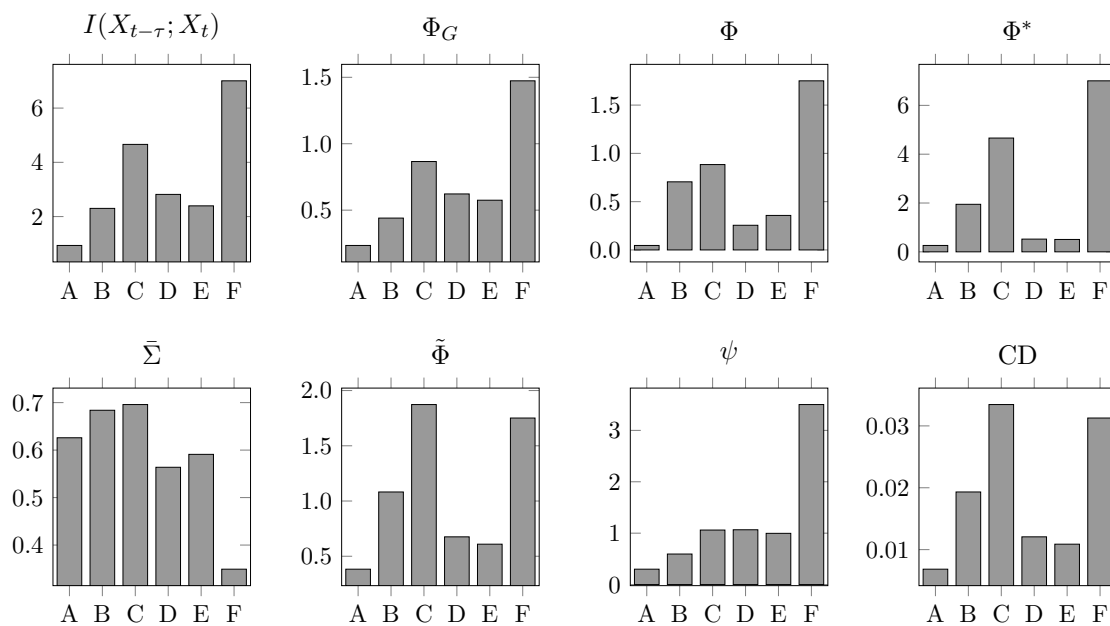 I(X_{t−τ}; X_t)
6
4
2
A B C D E F
Φ_G
1.5
1.0
0.5
A B C D E F
Φ
1.5
1.0
0.5
0.0
A B C D E F
Φ*
6
4
2
0
A B C D E F
Σ̄
0.7
0.6
0.5
0.4
A B C D E F
Φ̃
2.0
1.5
1.0
0.5
A B C D E F
ψ
3
2
1
0
A B C D E F
CD
0.03
0.02
0.01
A B C D E F